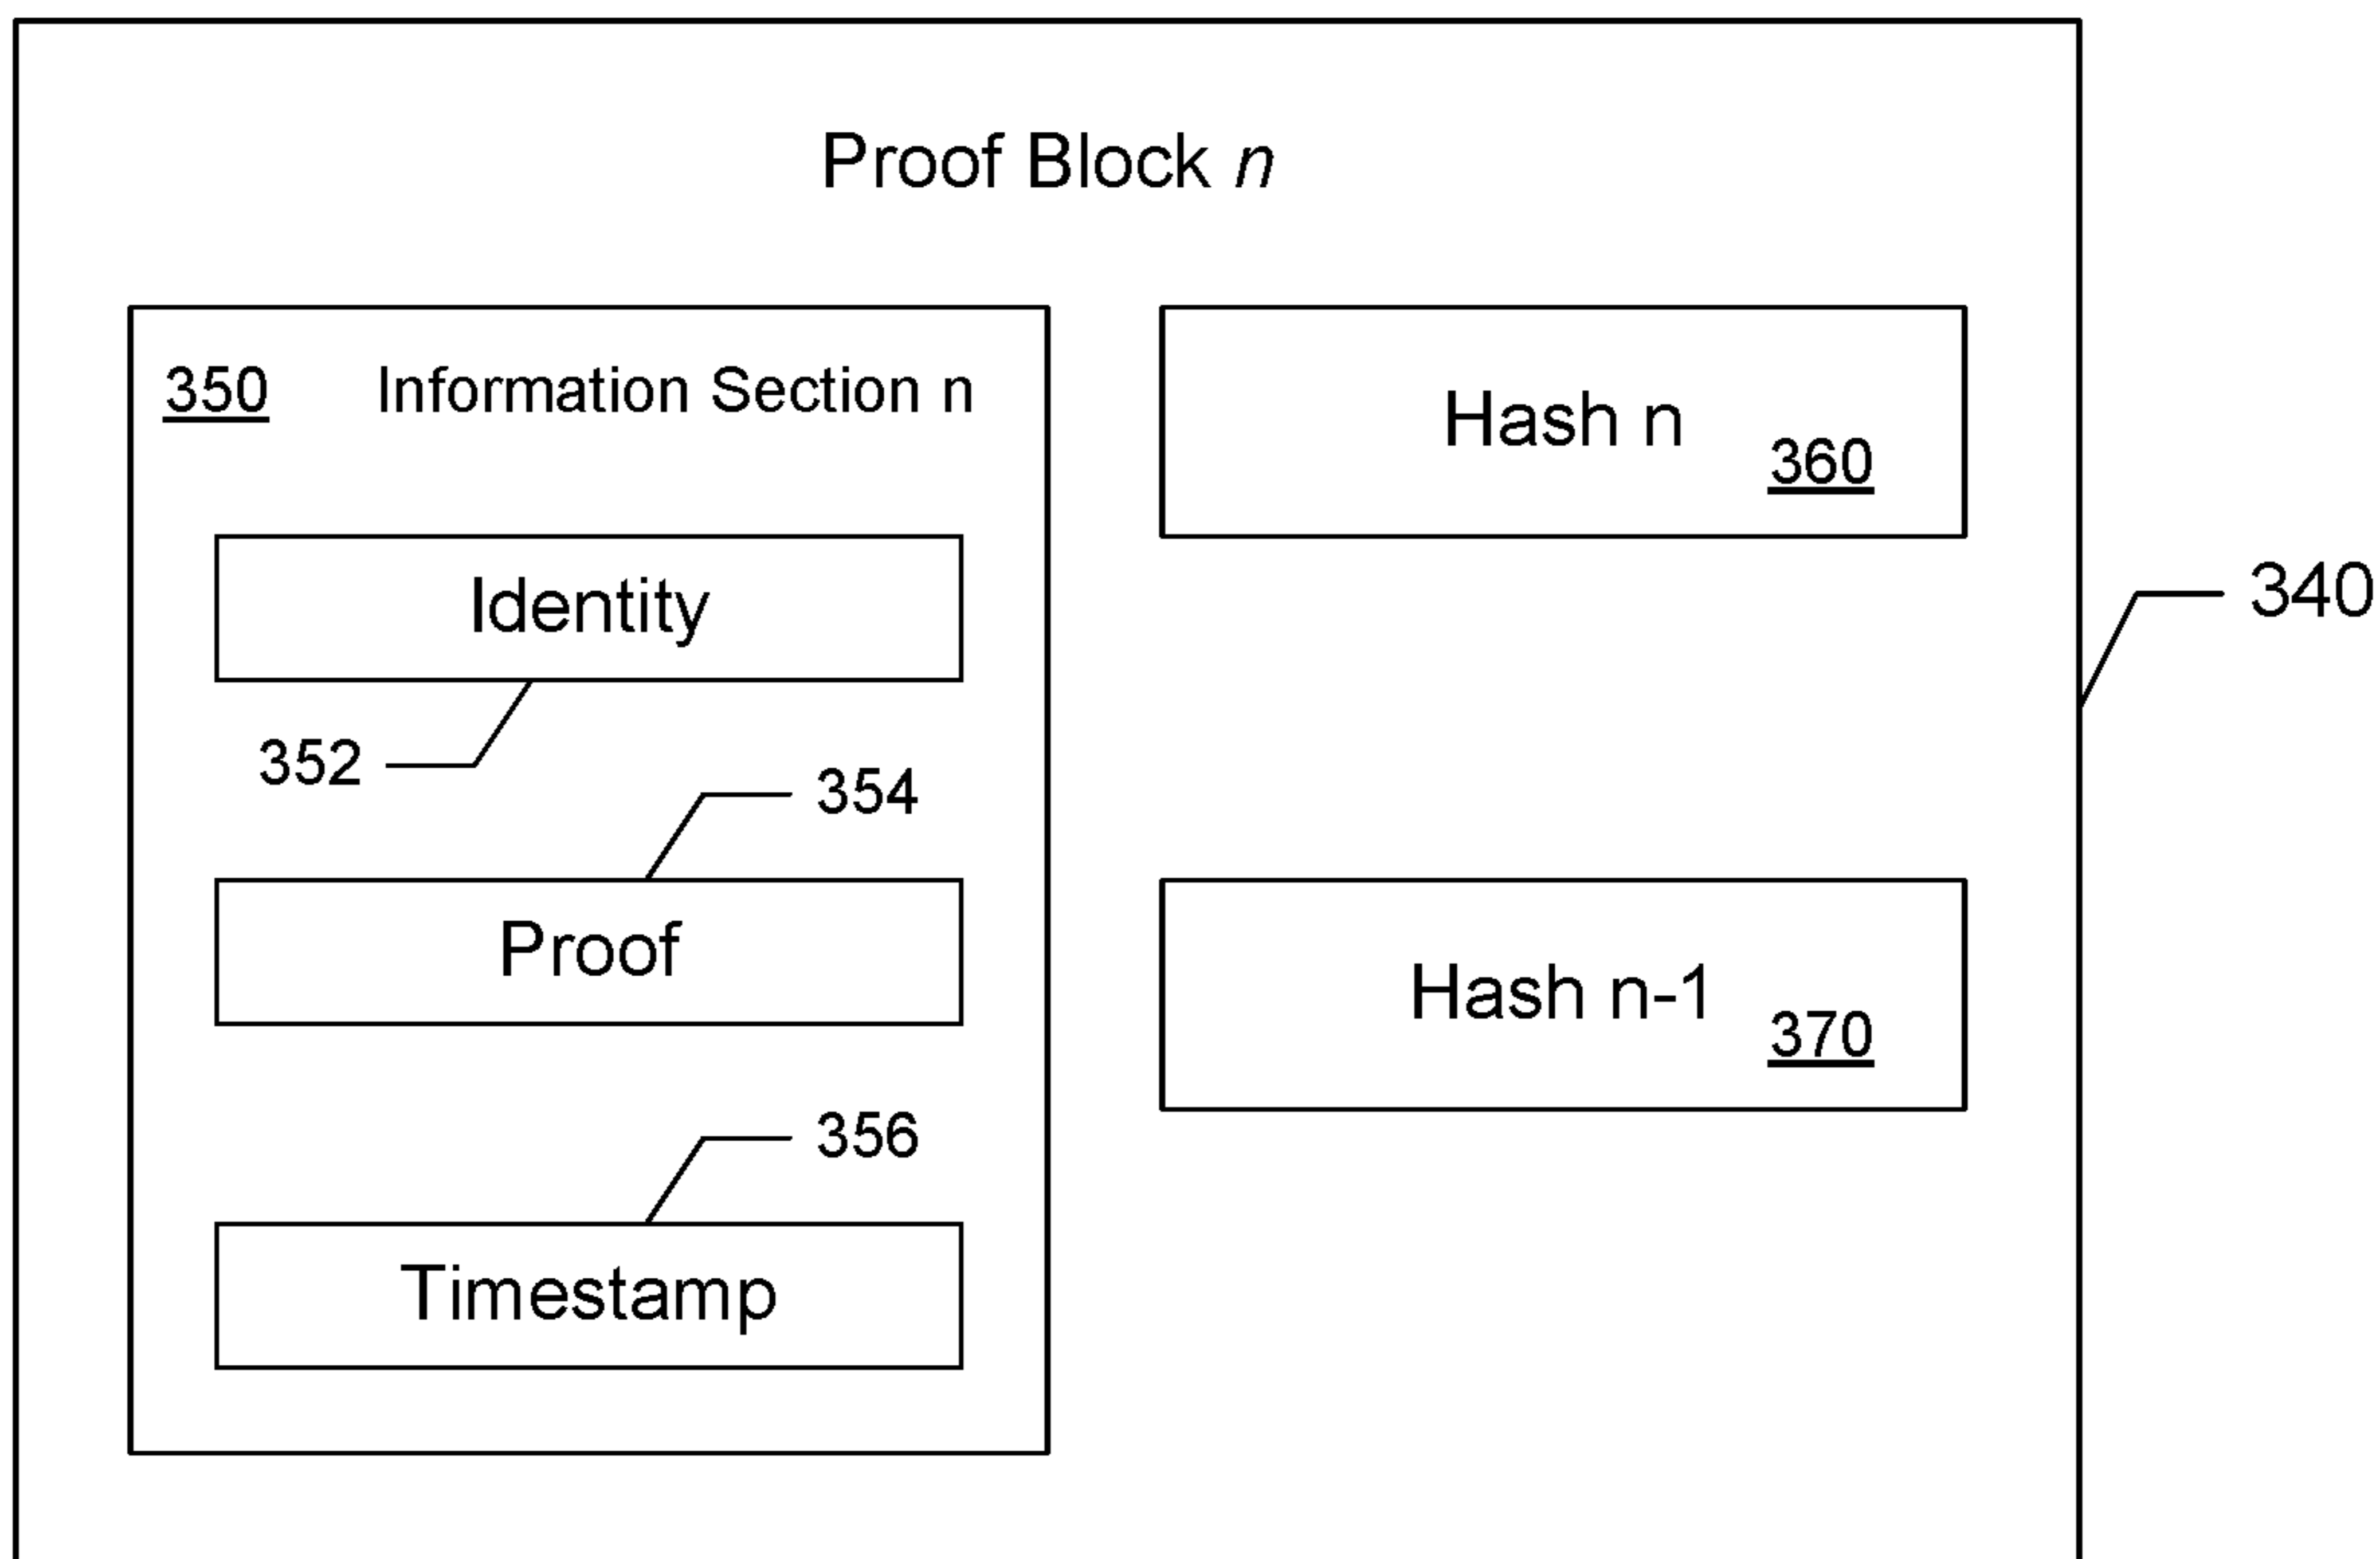 Proof Block n
350 Information Section n
Identity
352
354
Proof
356
Timestamp
Hash n
360
Hash n-1
370
340